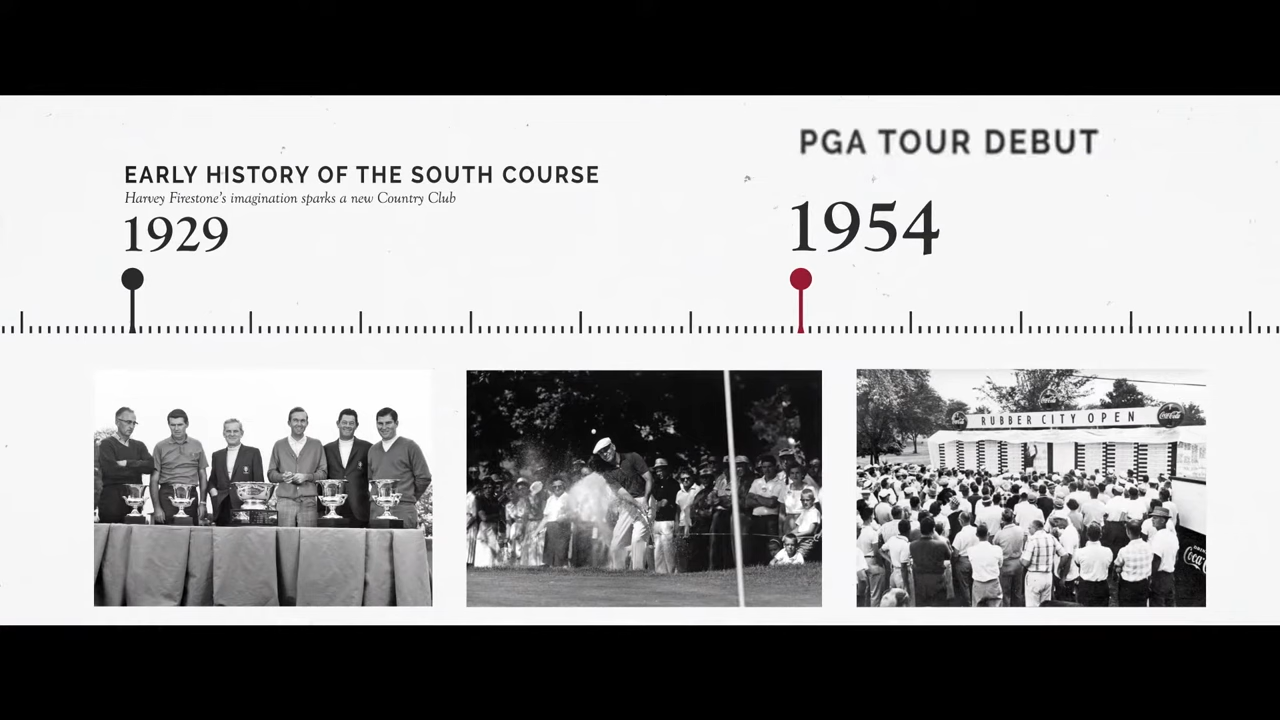 PGA TOUR DEBUT
EARLY HISTORY OF THE SOUTH COURSE
Harvey Firestone's imagination sparks a new Country Club
1929
1954
RUBBER CITY OPEN
Coca-Cola
Coca-Cola